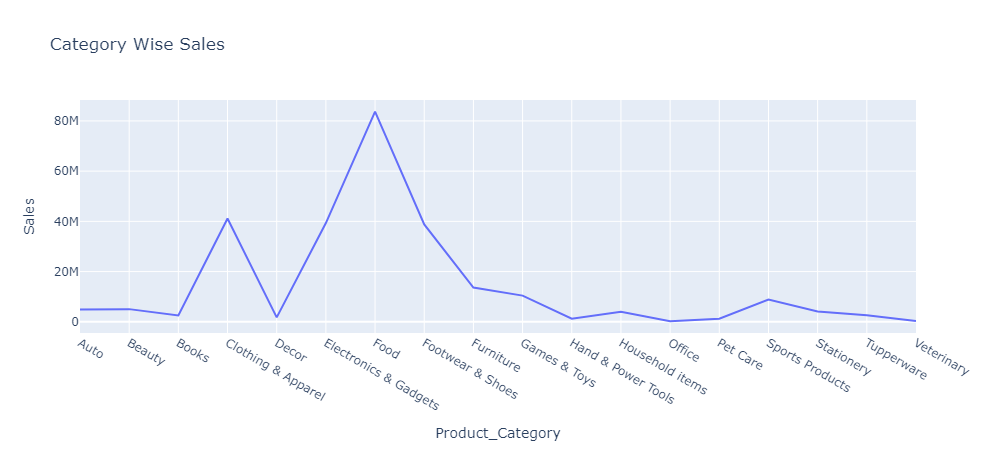 Category Wise Sales
Sales
80M
60M
40M
20M
0
Auto
Beauty
Books
Clothing & Apparel
Decor
Electronics & Gadgets
Food
Footwear & Shoes
Furniture
Games & Toys
Hand & Power Tools
Household items
Office
Pet Care
Sports Products
Stationery
Tupperware
Veterinary
Product_Category